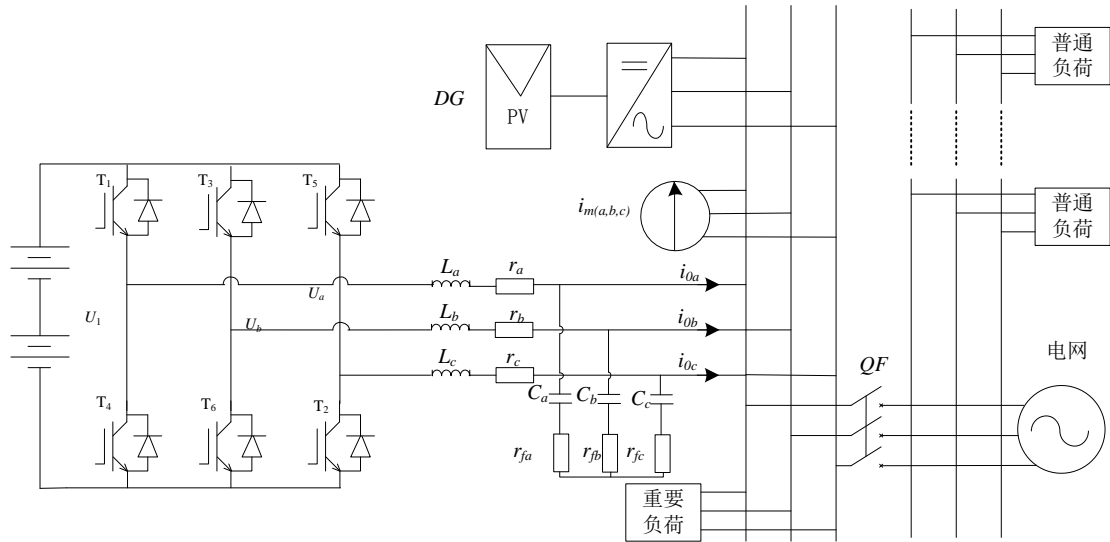 普通
负荷
DG
PV
T1
T3
T5
im(a,b,c)
普通
负荷
La
ra
i0a
Ua
U1
Ub
Lb
rb
i0b
电网
Lc
rc
i0c
QF
T4
T6
T2
Ca
Cb
Cc
rfa
rfb
rfc
重要
负荷